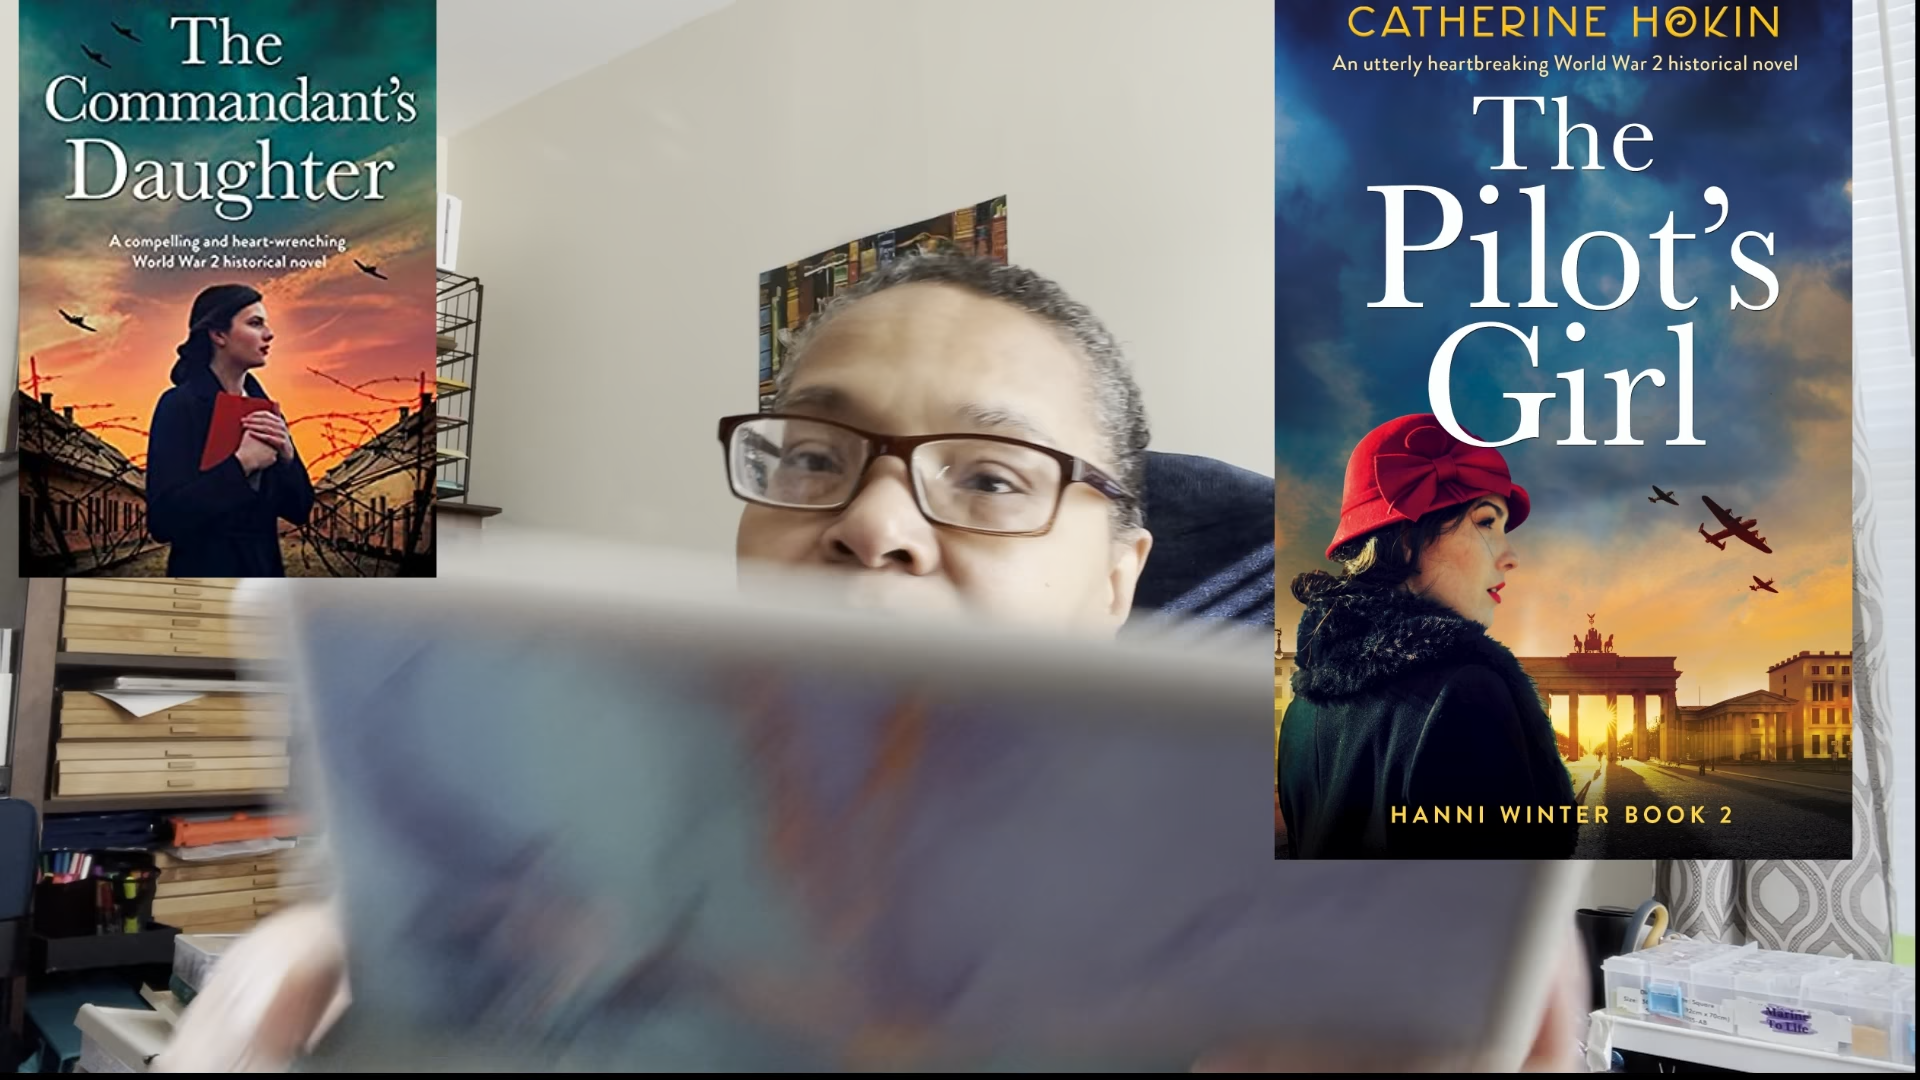 The
Commandant's
Daughter
A compelling and heart-wrenching
World War 2 historical novel
CATHERINE HOKIN
An utterly heartbreaking World War 2 historical novel
The
Pilot's
Girl
HANNI WINTER BOOK 2